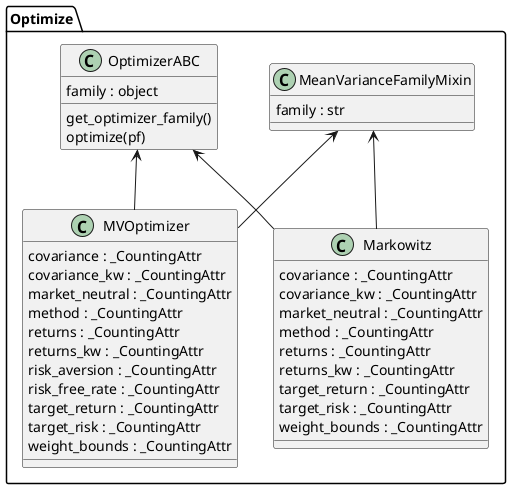 Optimize
C OptimizerABC
family : object
get_optimizer_family()
optimize(pf)
C MeanVarianceFamilyMixin
family : str
C MVOptimizer
covariance : _CountingAttr
covariance_kw : _CountingAttr
market_neutral : _CountingAttr
method : _CountingAttr
returns : _CountingAttr
returns_kw : _CountingAttr
risk_aversion : _CountingAttr
risk_free_rate : _CountingAttr
target_return : _CountingAttr
target_risk : _CountingAttr
weight_bounds : _CountingAttr
C Markowitz
covariance : _CountingAttr
covariance_kw : _CountingAttr
market_neutral : _CountingAttr
method : _CountingAttr
returns : _CountingAttr
returns_kw : _CountingAttr
target_return : _CountingAttr
target_risk : _CountingAttr
weight_bounds : _CountingAttr